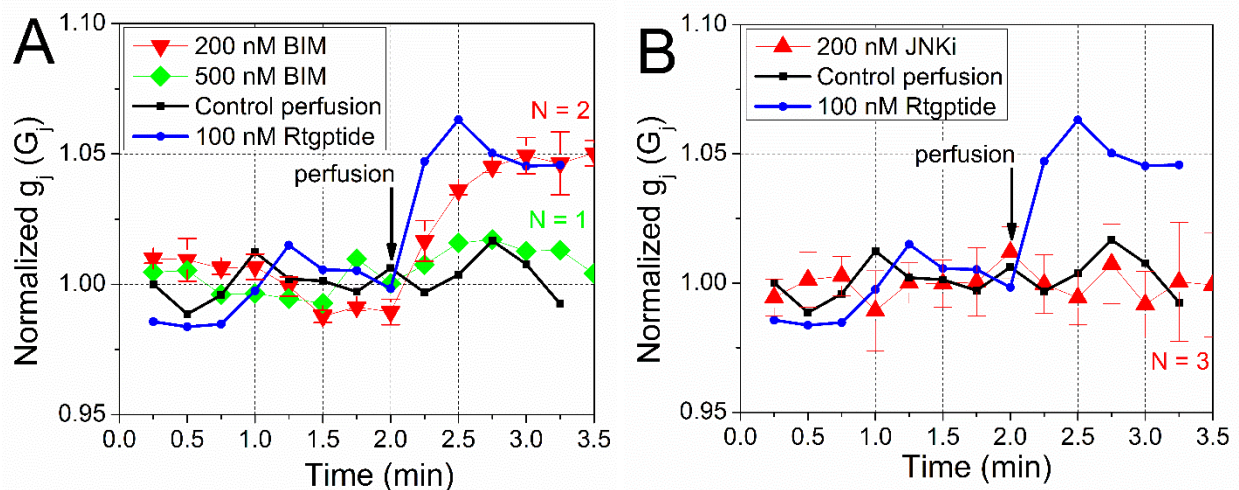 A
1.10
1.05
1.00
0.95
Normalized gj (Gj)
200 nM BIM
500 nM BIM
Control perfusion
100 nM Rtgptide
N = 2
perfusion
N = 1
0.0 0.5 1.0 1.5 2.0 2.5 3.0 3.5
Time (min)
B
1.10
1.05
1.00
0.95
Normalized gj (Gj)
200 nM JNKi
Control perfusion
100 nM Rtgptide
perfusion
N = 3
0.0 0.5 1.0 1.5 2.0 2.5 3.0 3.5
Time (min)